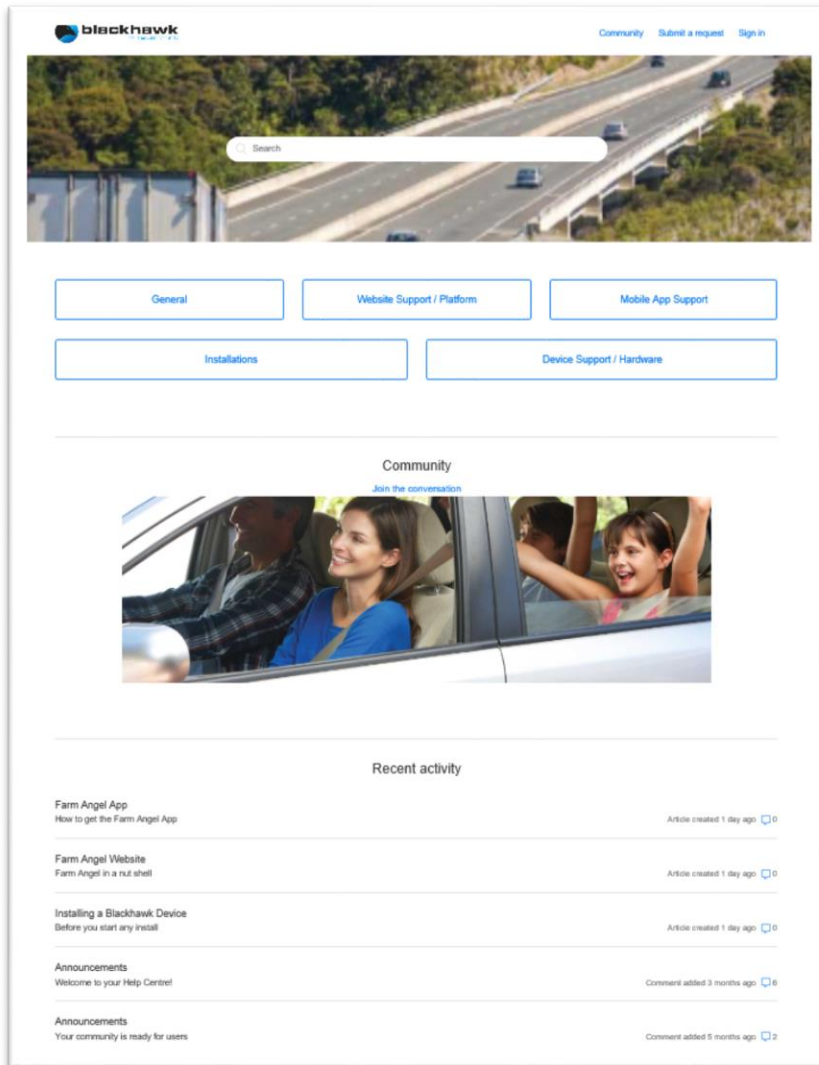 blackhawk
Community Submit a request Sign in
Search
General Website Support / Platform Mobile App Support
Installations Device Support / Hardware
Community
Join the conversation
Recent activity
Farm Angel App
How to get the Farm Angel App Article created 1 day ago 0
Farm Angel Website
Farm Angel in a nut shell Article created 1 day ago 0
Installing a Blackhawk Device
Before you start any install Article created 1 day ago 0
Announcements
Welcome to your Help Centre! Comment added 3 months ago 6
Announcements
Your community is ready for users Comment added 5 months ago 2